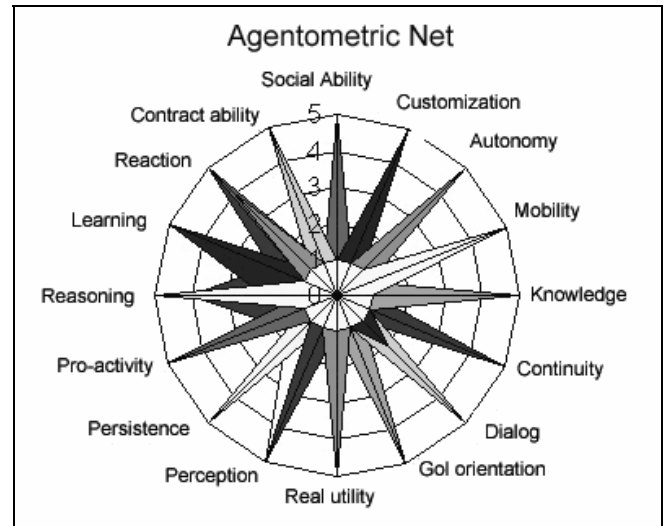 Agentometric Net
Social Ability
Contract ability
Customization
Reaction
Autonomy
Learning
Mobility
Reasoning
Knowledge
Pro-activity
Continuity
Persistence
Dialog
Perception
Gol orientation
Real utility
5
4
3
2
1
0